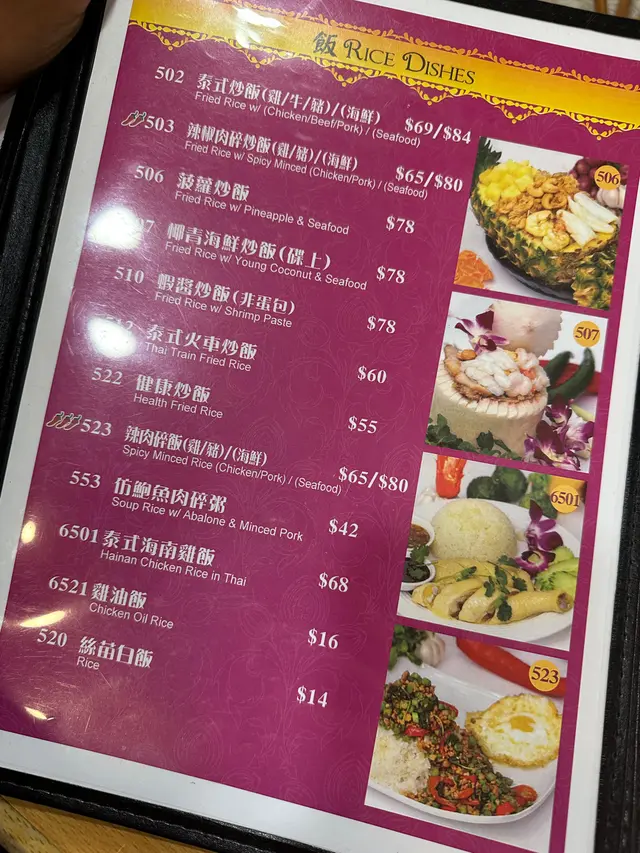 飯 RICE DISHES
502 泰式炒飯(雞/牛/豬)/(海鮮) $69/$84
Fried Rice w/ (Chicken/Beef/Pork) / (Seafood)
503 辣椒肉碎炒飯(雞/豬)/(海鮮) $65/$80
Fried Rice w/ Spicy Minced (Chicken/Pork) / (Seafood)
506 菠蘿炒飯 $78
Fried Rice w/ Pineapple & Seafood
7 椰青海鮮炒飯(碟上) $78
Fried Rice w/ Young Coconut & Seafood
510 蝦醬炒飯(非蛋包) $78
Fried Rice w/ Shrimp Paste
泰式火車炒飯 $60
Thai Train Fried Rice
522 健康炒飯 $55
Health Fried Rice
523 辣肉碎飯(雞/豬)/(海鮮) $65/$80
Spicy Minced Rice (Chicken/Pork) / (Seafood)
553 仿鮑魚肉碎粥 $42
Soup Rice w/ Abalone & Minced Pork
6501 泰式海南雞飯 $68
Hainan Chicken Rice in Thai
6521 雞油飯 $16
Chicken Oil Rice
520 絲苗白飯 $14
Rice
506
507
6501
523